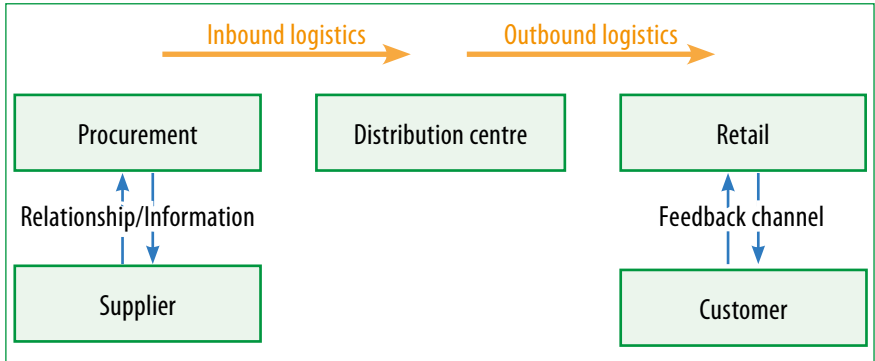 Inbound logistics
Outbound logistics
Procurement
Distribution centre
Retail
Relationship/Information
Feedback channel
Supplier
Customer